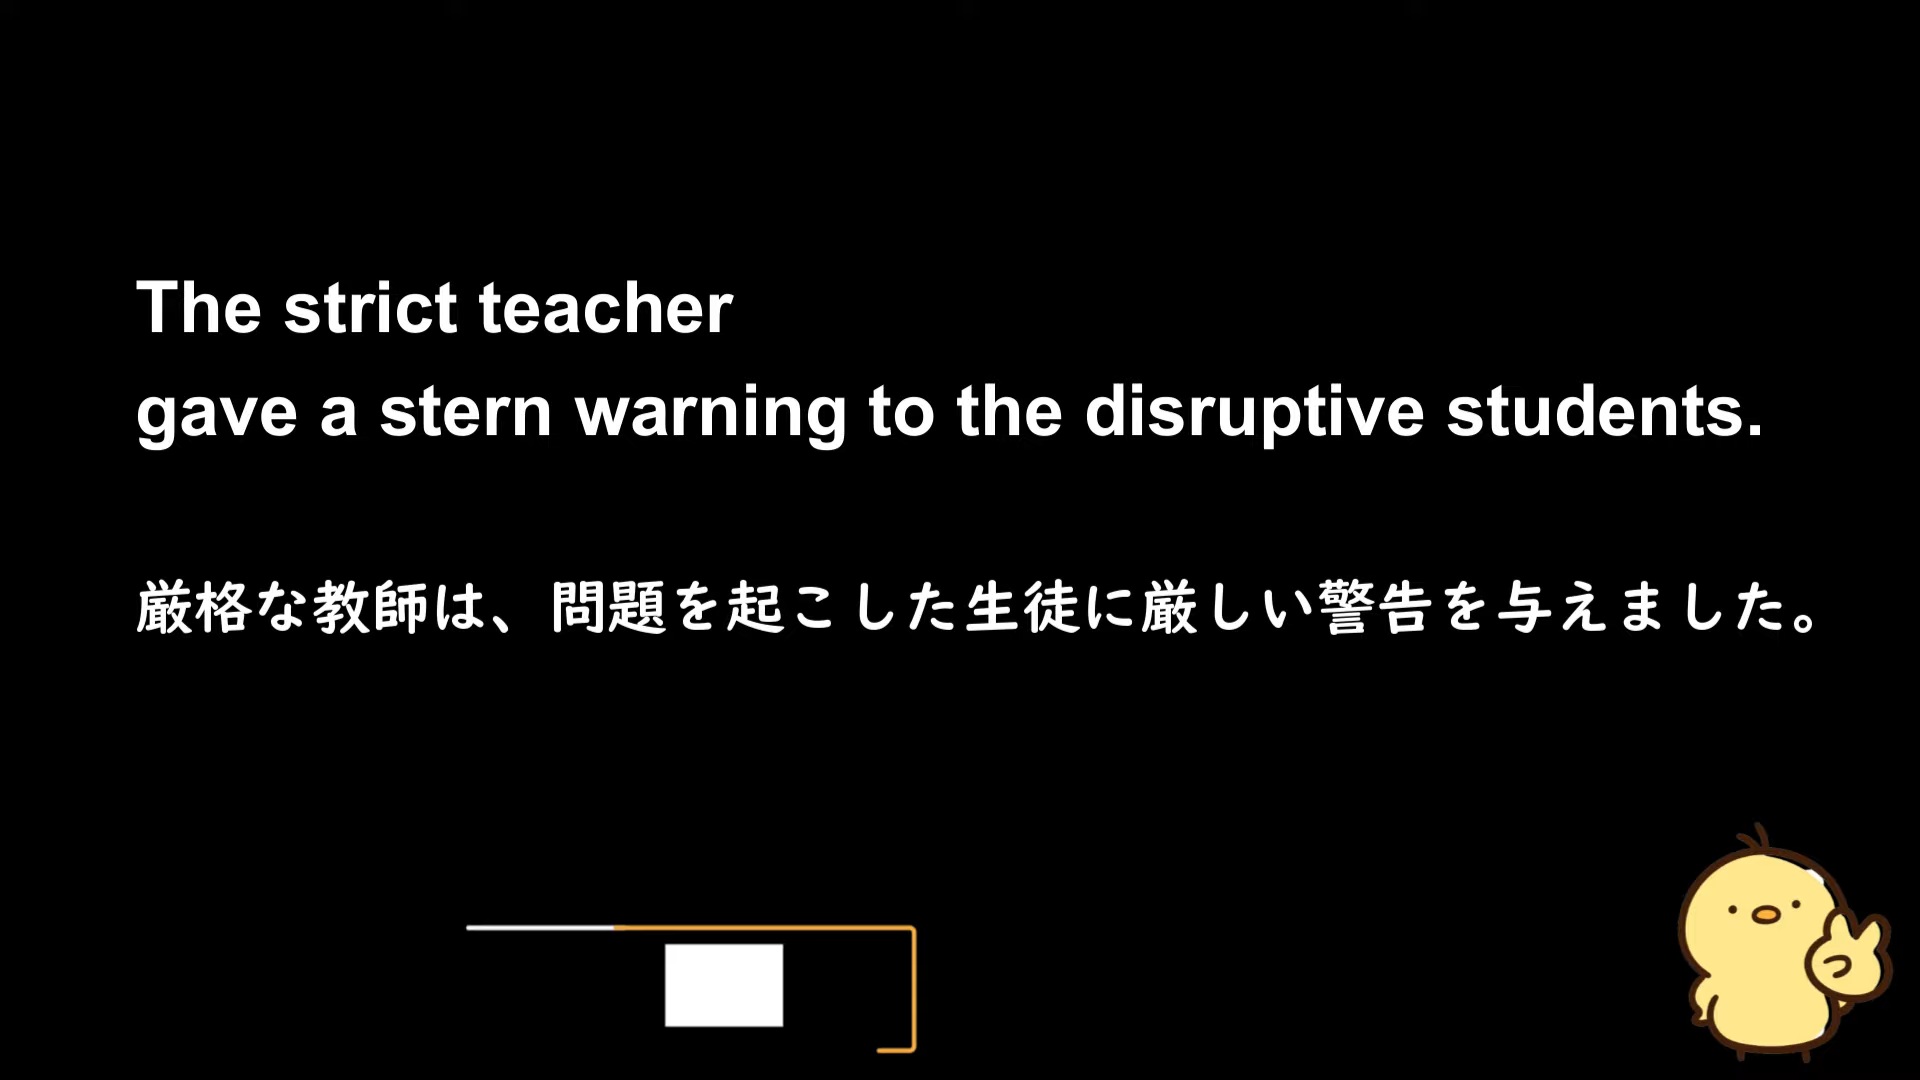 The strict teacher
gave a stern warning to the disruptive students.
厳格な教師は、問題を起こした生徒に厳しい警告を与えました。